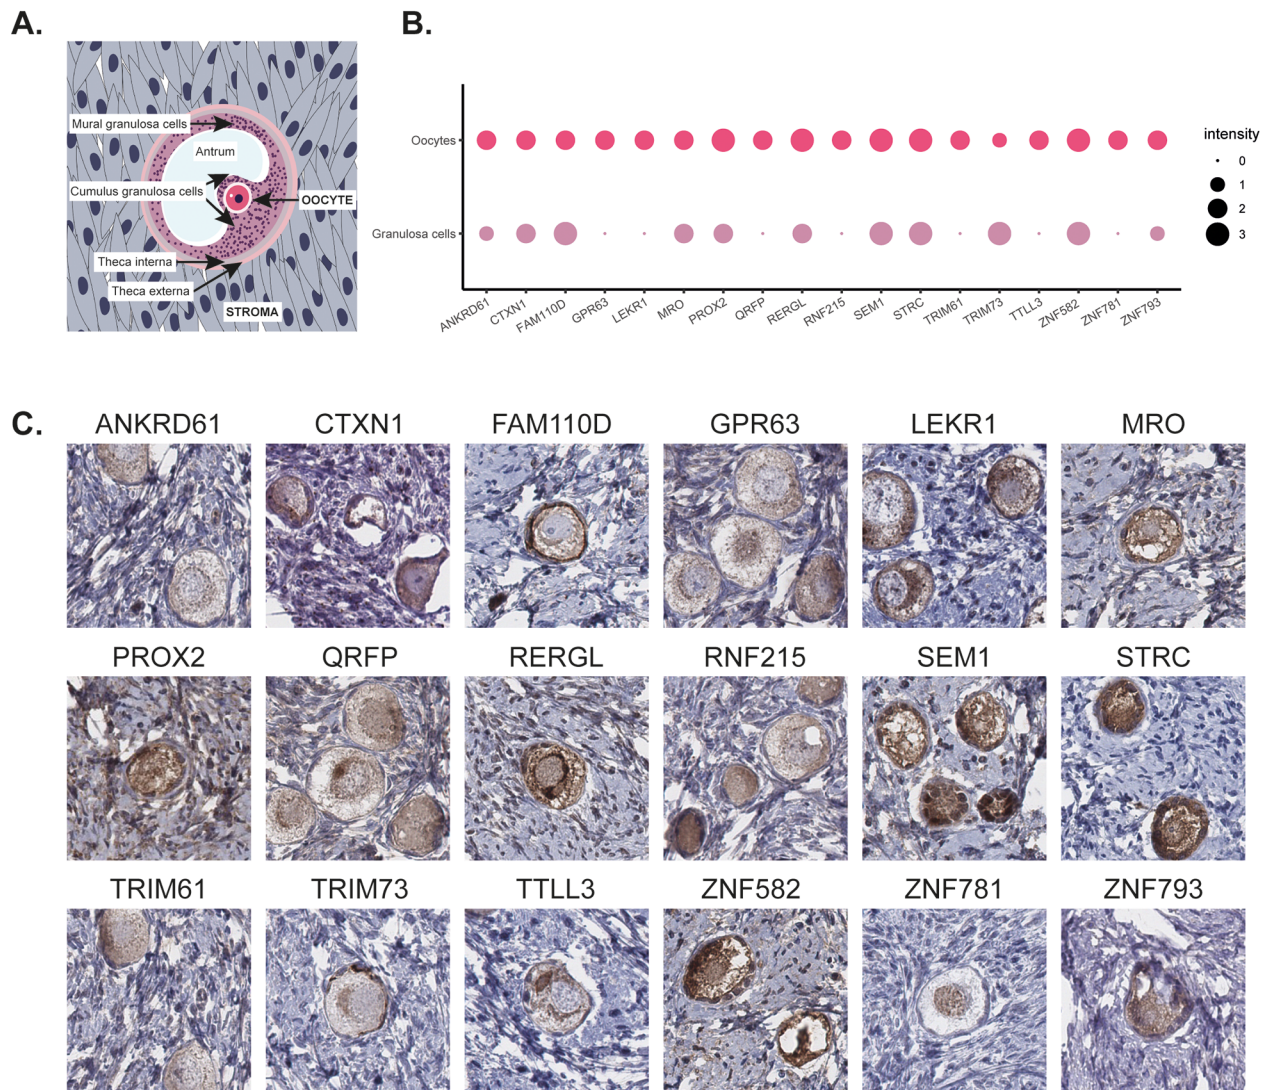 A.
Mural granulosa cells
Antrum
Cumulus granulosa cells
OOCYTE
Theca interna
Theca externa
STROMA
B.
Oocytes
Granulosa cells
ANKRD61 CTXN1 FAM110D GPR63 LEKR1 MRO PROX2 QRFP RERGL RNF215 SEM1 STRC TRIM61 TRIM73 TTLL3 ZNF582 ZNF781 ZNF793
intensity
0
1
2
3
C.
ANKRD61 CTXN1 FAM110D GPR63 LEKR1 MRO
PROX2 QRFP RERGL RNF215 SEM1 STRC
TRIM61 TRIM73 TTLL3 ZNF582 ZNF781 ZNF793